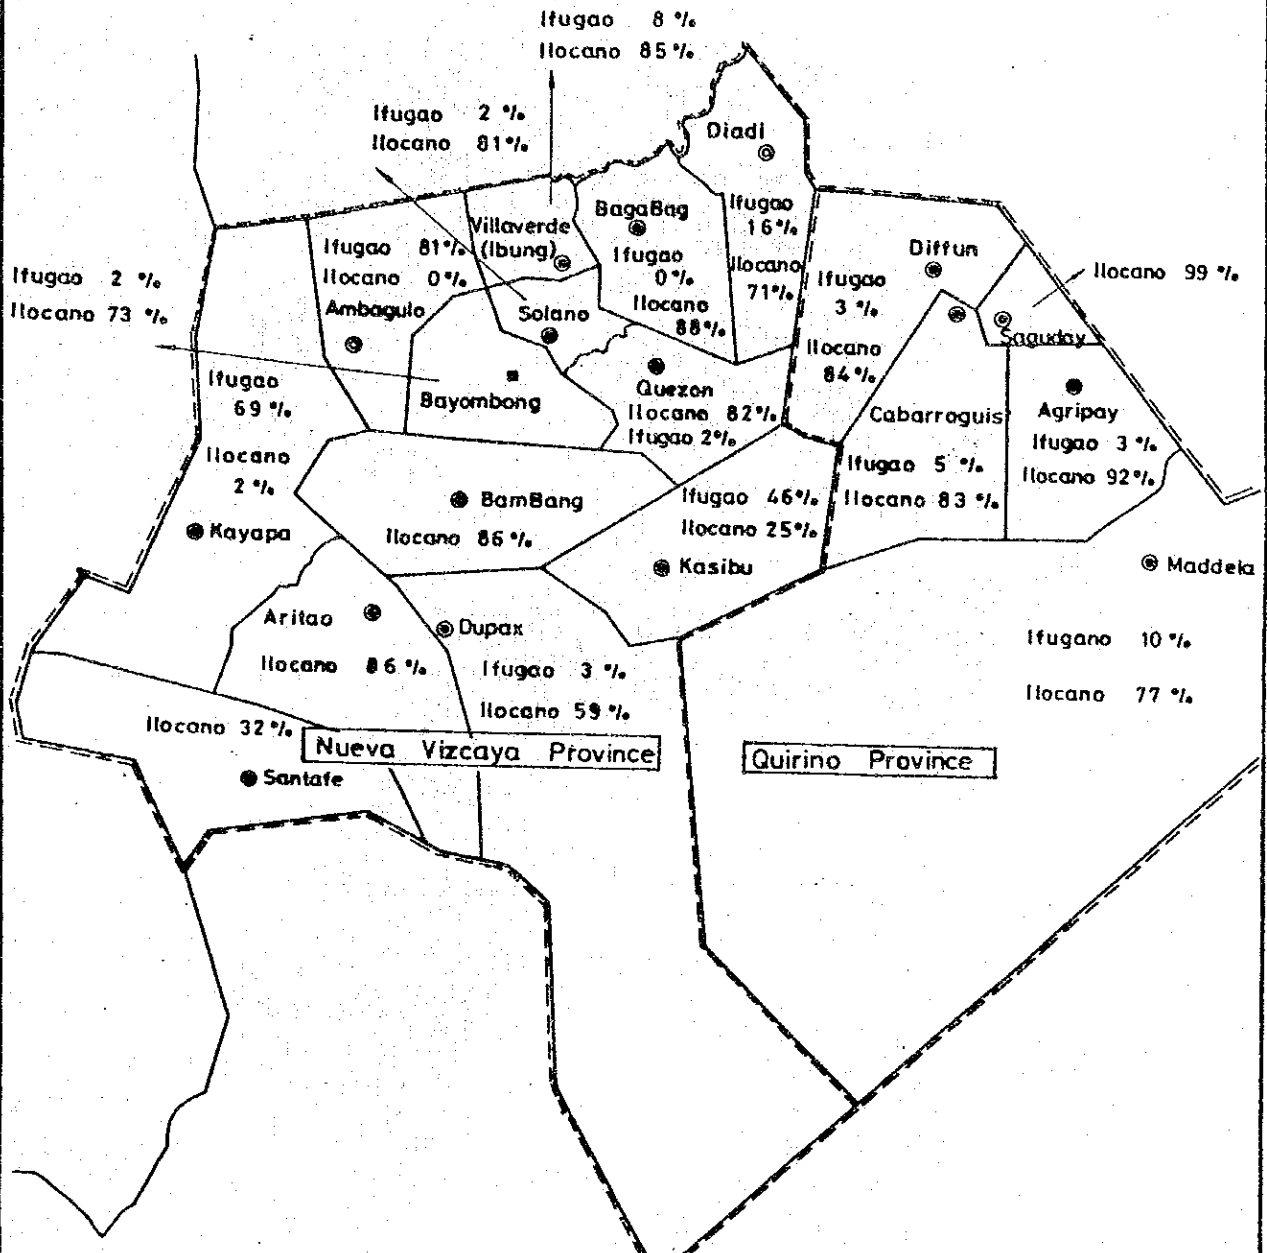 Ifugao 8 %
Ilocano 85%
Ifugao 2 %
Ilocano 81%
Diadi
Ifugao
16%
Ilocano
71%
Villaverde
(Ibung)
BagaBag
Ifugao
0%
Ilocano
88%
Ifugao 81%
Ilocano 0%
Ambagulo
Solano
Diffun
Ifugao
3 %
Ilocano
84%
Ilocano 99 %
Saguday
Ifugao 2 %
Ilocano 73 %
Ifugao
69 %
Ilocano
2 %
Kayapa
Bayombong
Quezon
Ilocano 82%
Ifugao 2%
Cabarroguis
Ifugao 5 %
Ilocano 83 %
Agripay
Ifugao 3 %
Ilocano 92%
BamBang
Ilocano 86 %
Ifugao 46%
Ilocano 25%
Kasibu
Maddela
Ifugano 10 %
Ilocano 77 %
Aritao
Ilocano 86 %
Dupax
Ifugao 3 %
Ilocano 59 %
Ilocano 32 %
Santafe
Nueva Vizcaya Province
Quirino Province